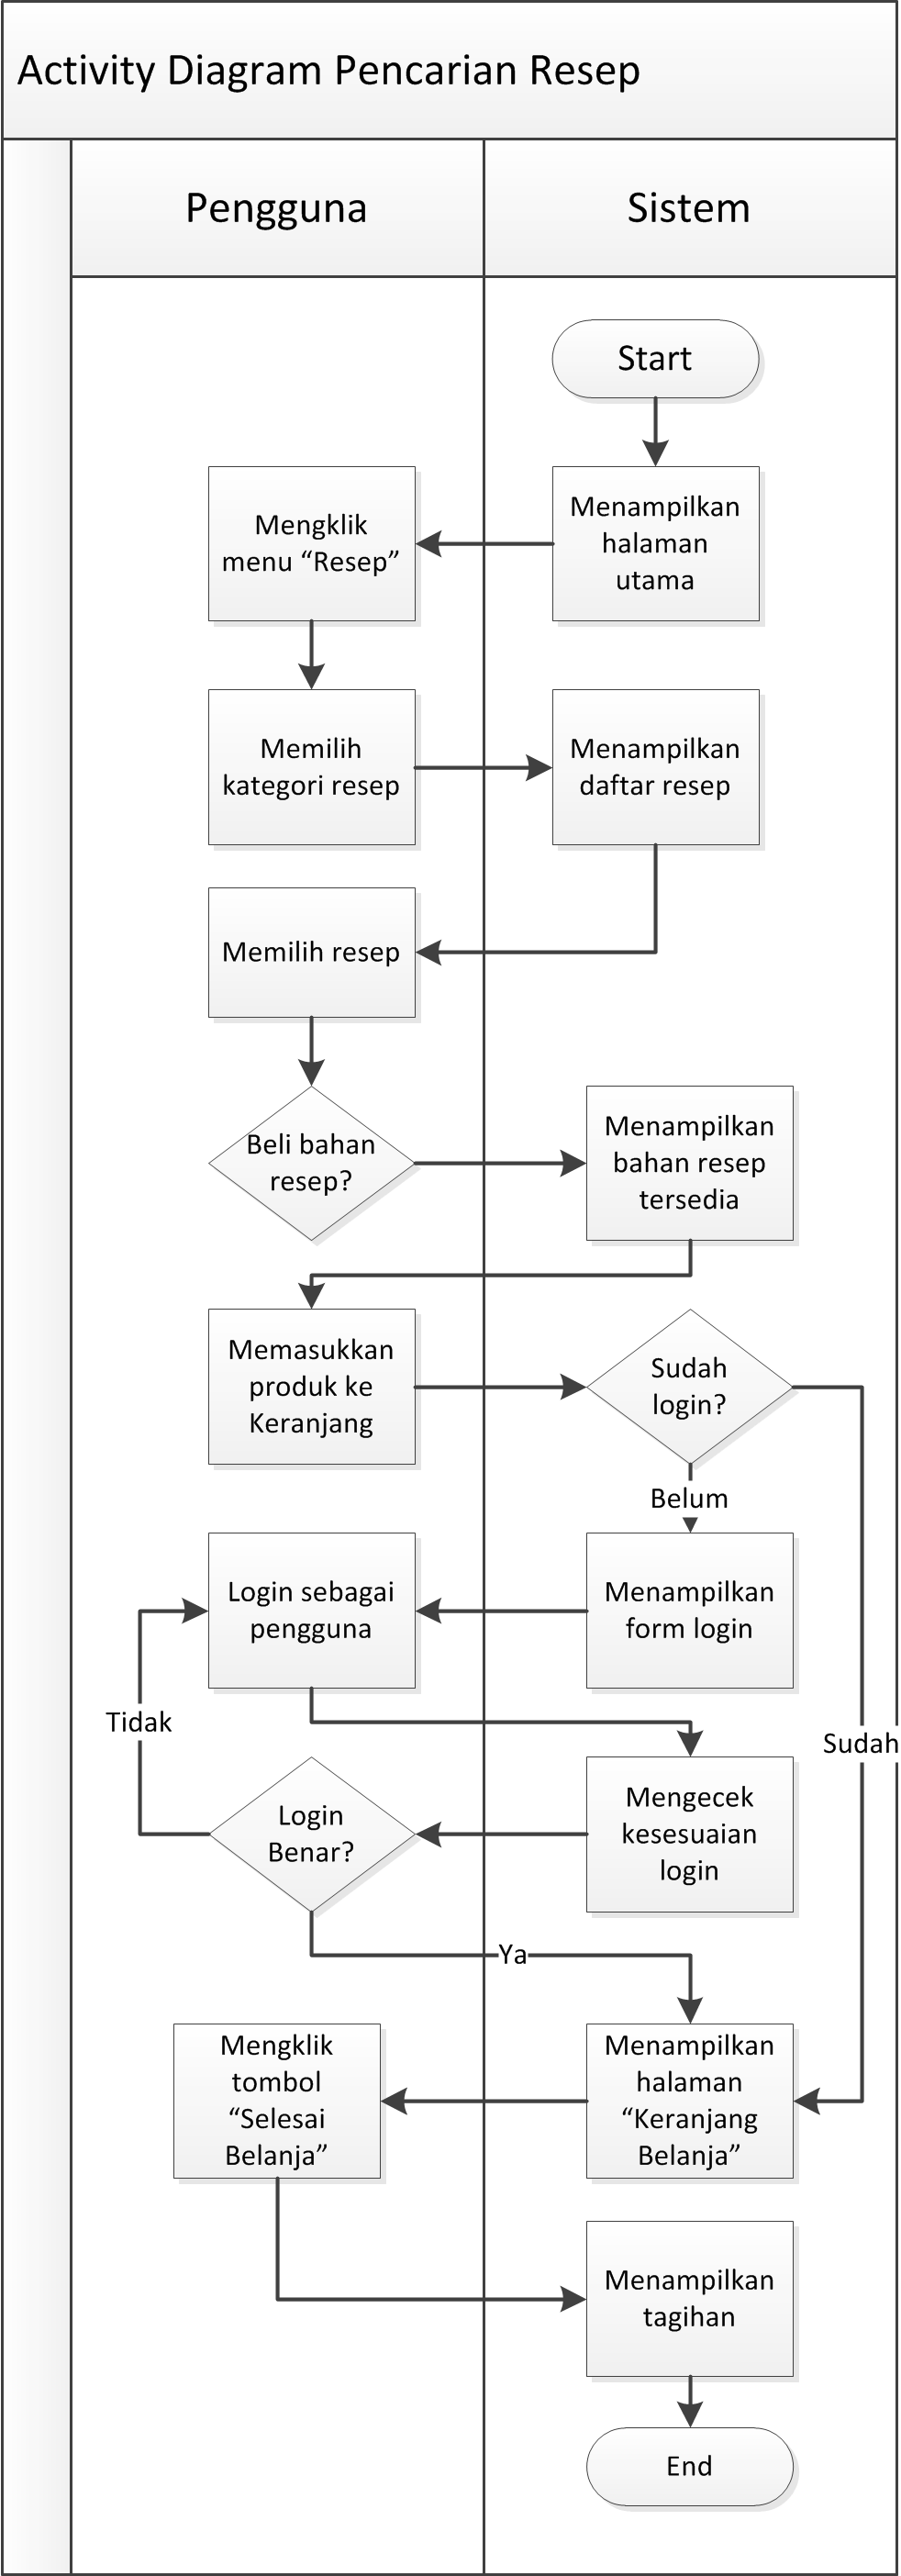 Activity Diagram Pencarian Resep
Pengguna
Sistem
Start
Menampilkan
halaman
utama
Mengklik
menu “Resep”
Memilih
kategori resep
Menampilkan
daftar resep
Memilih resep
Beli bahan
resep?
Menampilkan
bahan resep
tersedia
Memasukkan
produk ke
Keranjang
Sudah
login?
Belum
Menampilkan
form login
Login sebagai
pengguna
Tidak
Sudah
Mengecek
kesesuaian
login
Login
Benar?
Ya
Menampilkan
halaman
“Keranjang
Belanja”
Mengklik
tombol
“Selesai
Belanja”
Menampilkan
tagihan
End